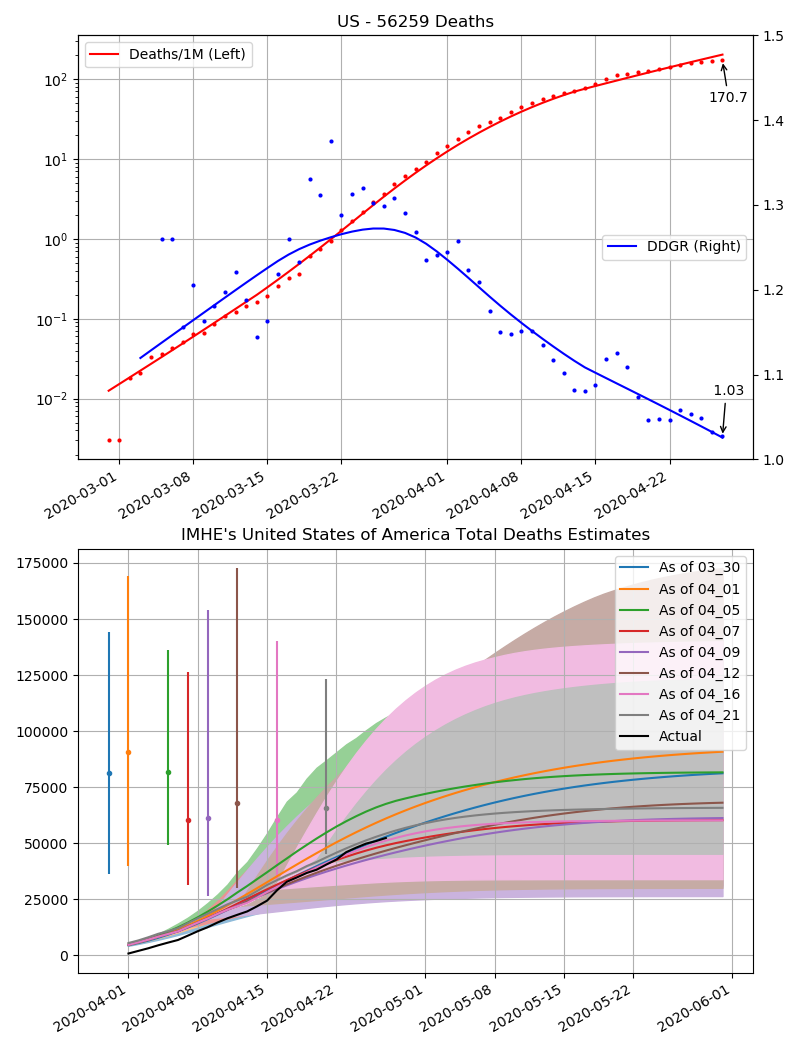 US - 56259 Deaths
Deaths/1M (Left)
DDGR (Right)
170.7
1.03
10²
10¹
10⁰
10⁻¹
10⁻²
1.5
1.4
1.3
1.2
1.1
1.0
2020-03-01
2020-03-08
2020-03-15
2020-03-22
2020-04-01
2020-04-08
2020-04-15
2020-04-22
IMHE's United States of America Total Deaths Estimates
175000
150000
125000
100000
75000
50000
25000
0
As of 03_30
As of 04_01
As of 04_05
As of 04_07
As of 04_09
As of 04_12
As of 04_16
As of 04_21
Actual
2020-04-01
2020-04-08
2020-04-15
2020-04-22
2020-05-01
2020-05-08
2020-05-15
2020-05-22
2020-06-01